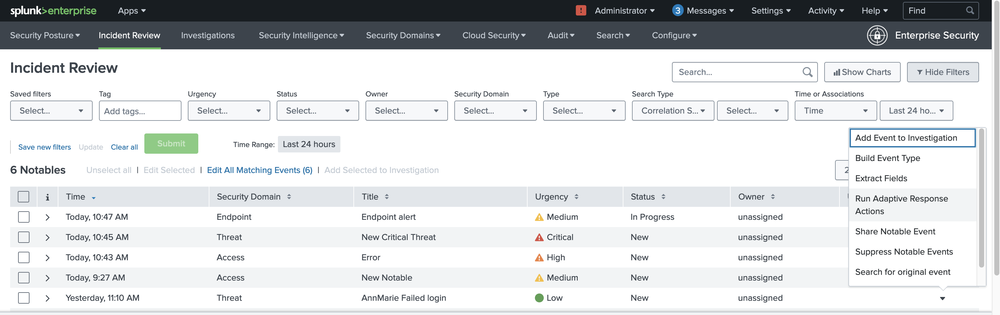 splunk>enterprise Apps ! Administrator 3 Messages Settings Activity Help Find
Security Posture Incident Review Investigations Security Intelligence Security Domains Cloud Security Audit Search Configure Enterprise Security
Incident Review Search... Show Charts Hide Filters
Saved filters Tag Urgency Status Owner Security Domain Type Search Type Time or Associations
Select... Add tags... Select... Select... Select... Select... Select... Correlation S... Select... Time Last 24 ho...
Save new filters Update Clear all Submit Time Range: Last 24 hours
6 Notables Unselect all | Edit Selected | Edit All Matching Events (6) | Add Selected to Investigation 2
i Time Security Domain Title Urgency Status Owner
Today, 10:47 AM Endpoint Endpoint alert Medium In Progress unassigned
Today, 10:45 AM Threat New Critical Threat Critical New unassigned
Today, 10:43 AM Access Error High New unassigned
Today, 9:27 AM Access New Notable Medium New unassigned
Yesterday, 11:10 AM Threat AnnMarie Failed login Low New unassigned
Add Event to Investigation
Build Event Type
Extract Fields
Run Adaptive Response
Actions
Share Notable Event
Suppress Notable Events
Search for original event